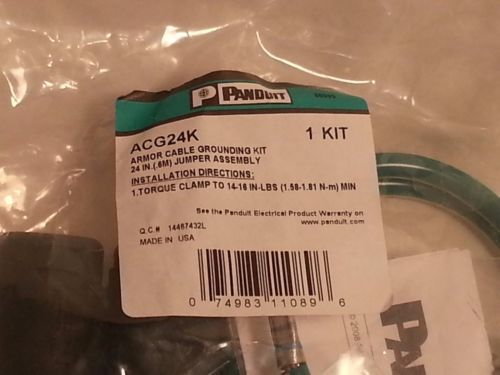 PANDUIT
ACG24K
1 KIT
ARMOR CABLE GROUNDING KIT
24 IN.(.6M) JUMPER ASSEMBLY
INSTALLATION DIRECTIONS:
1.TORQUE CLAMP TO 14-16 IN-LBS (1.58-1.81 N-m) MIN
See the Panduit Electrical Product Warranty on
www.panduit.com
Q.C.# 14467432L
MADE IN USA
0 74983 11089 6
2008
PAN